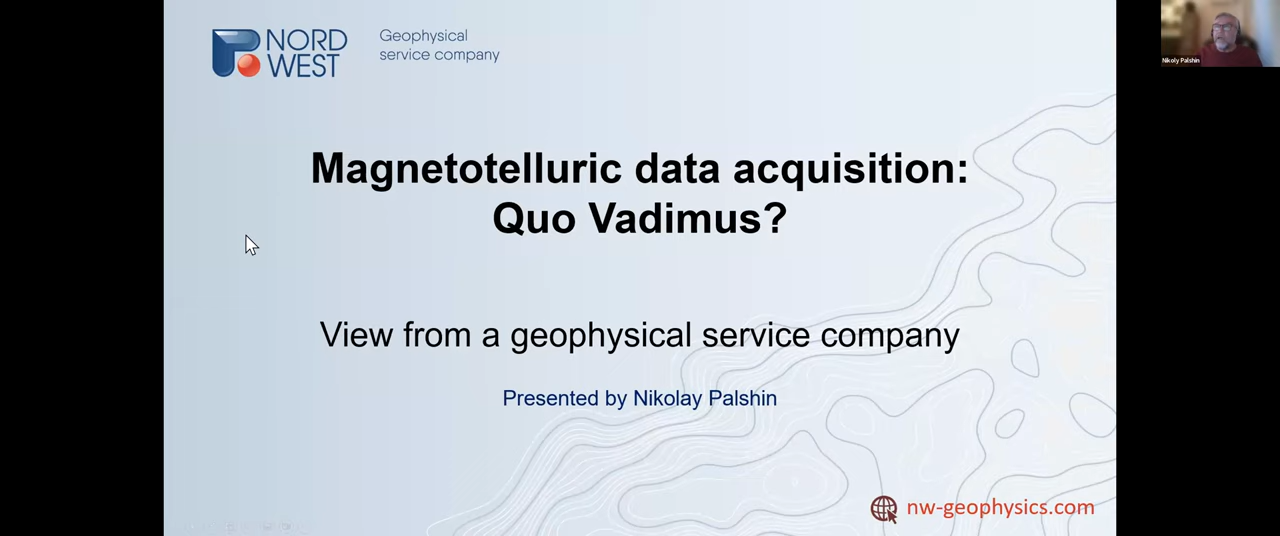 NORD
WEST
Geophysical
service company
Magnetotelluric data acquisition:
Quo Vadimus?
View from a geophysical service company
Presented by Nikolay Palshin
nw-geophysics.com
Nikoly Palshin